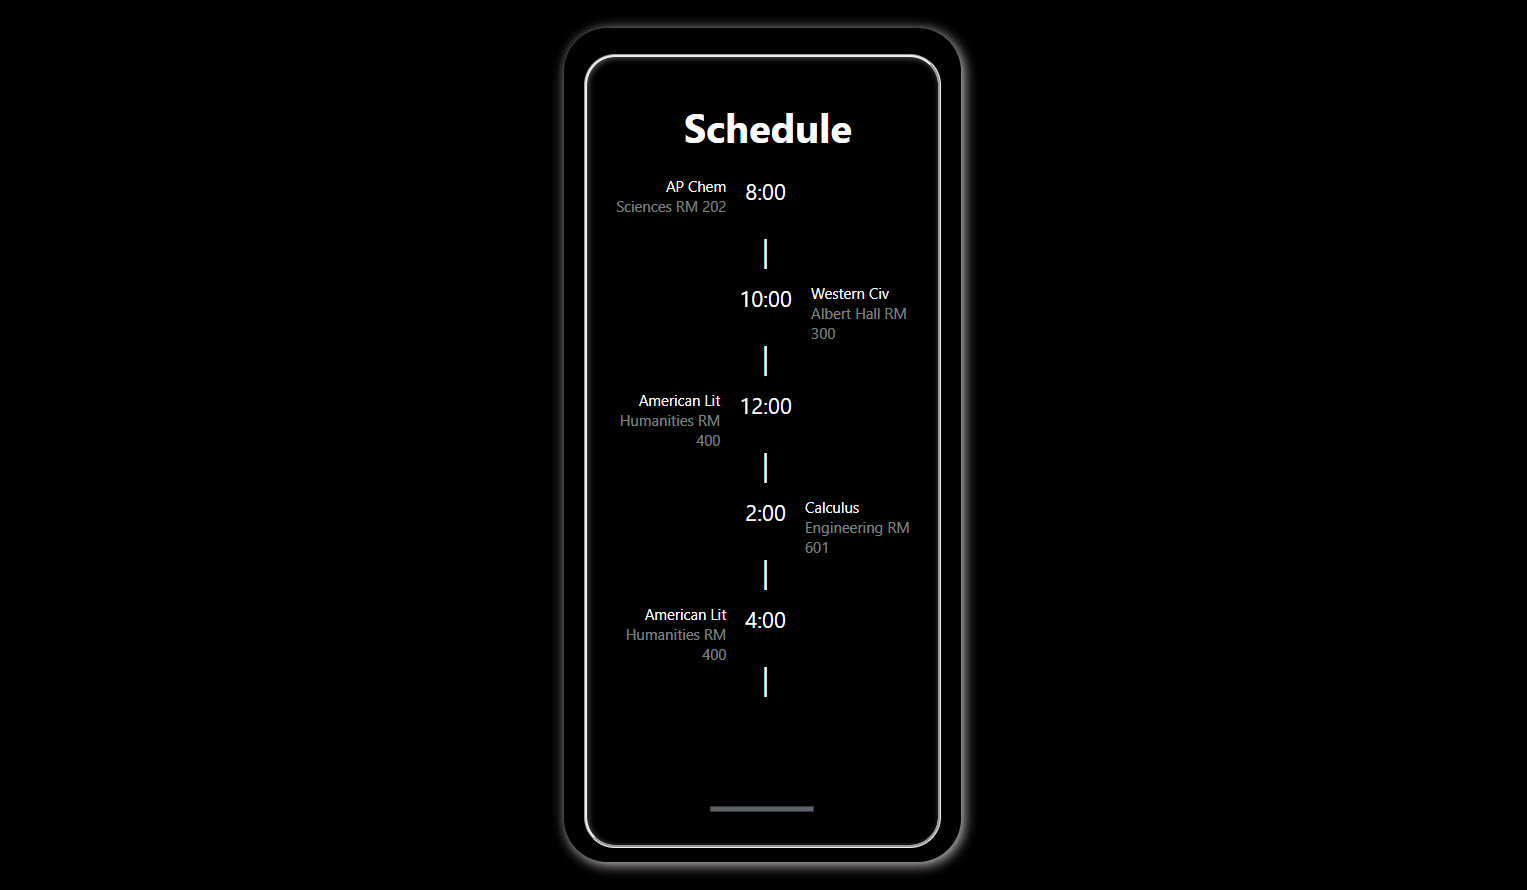 Schedule
AP Chem
Sciences RM 202
8:00
10:00
Western Civ
Albert Hall RM
300
American Lit
Humanities RM
400
12:00
2:00
Calculus
Engineering RM
601
American Lit
Humanities RM
400
4:00